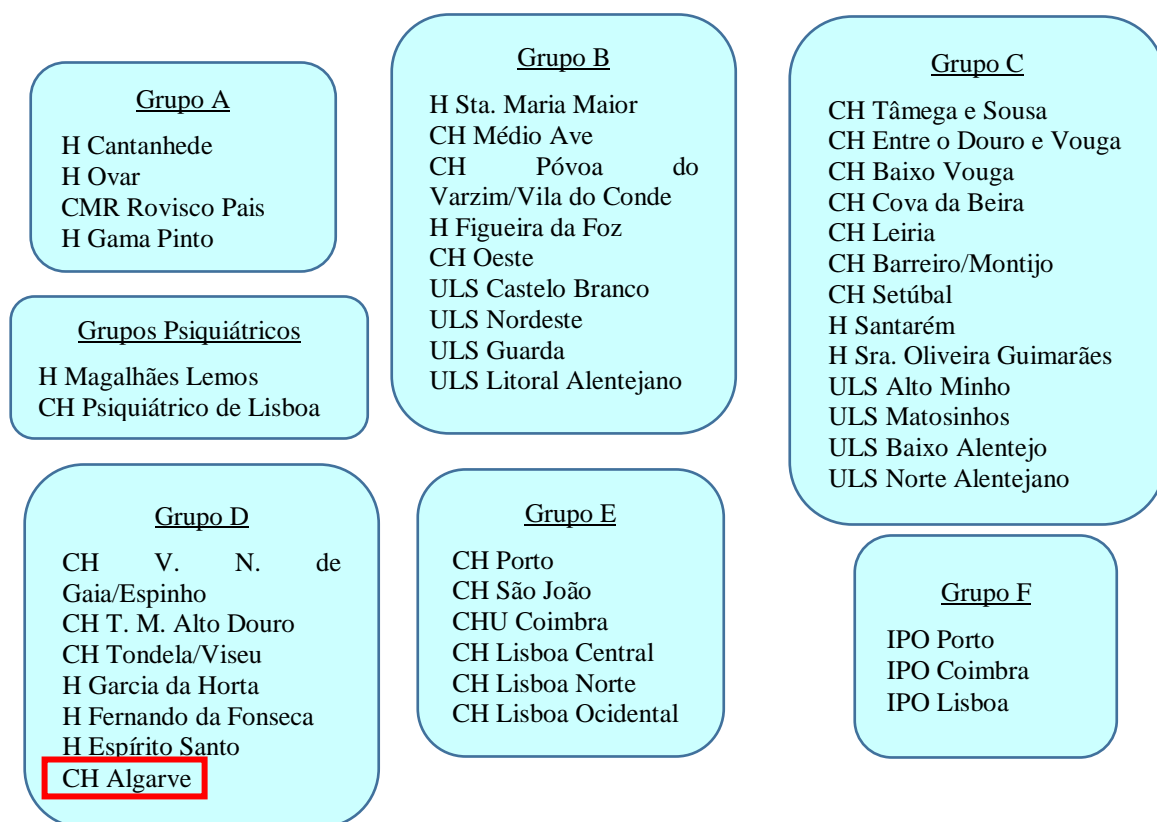 Grupo A
H Cantanhede
H Ovar
CMR Rovisco Pais
H Gama Pinto
Grupo B
H Sta. Maria Maior
CH Médio Ave
CH Póvoa do
Varzim/Vila do Conde
H Figueira da Foz
CH Oeste
ULS Castelo Branco
ULS Nordeste
ULS Guarda
ULS Litoral Alentejano
Grupo C
CH Tâmega e Sousa
CH Entre o Douro e Vouga
CH Baixo Vouga
CH Cova da Beira
CH Leiria
CH Barreiro/Montijo
CH Setúbal
H Santarém
H Sra. Oliveira Guimarães
ULS Alto Minho
ULS Matosinhos
ULS Baixo Alentejo
ULS Norte Alentejano
Grupos Psiquiátricos
H Magalhães Lemos
CH Psiquiátrico de Lisboa
Grupo D
CH V. N. de
Gaia/Espinho
CH T. M. Alto Douro
CH Tondela/Viseu
H Garcia da Horta
H Fernando da Fonseca
H Espírito Santo
CH Algarve
Grupo E
CH Porto
CH São João
CHU Coimbra
CH Lisboa Central
CH Lisboa Norte
CH Lisboa Ocidental
Grupo F
IPO Porto
IPO Coimbra
IPO Lisboa